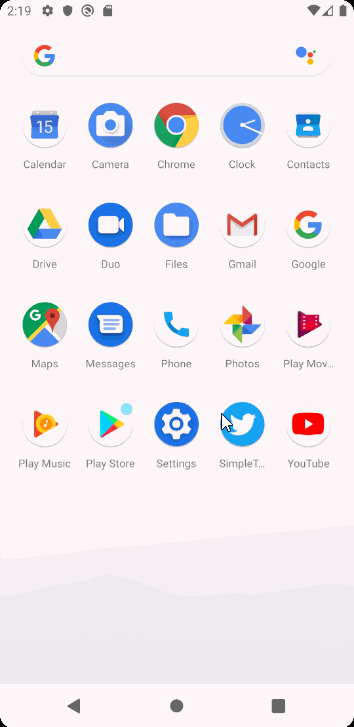 2:19
Calendar Camera Chrome Clock Contacts
Drive Duo Files Gmail Google
Maps Messages Phone Photos Play Mov...
Play Music Play Store Settings SimpleT... YouTube